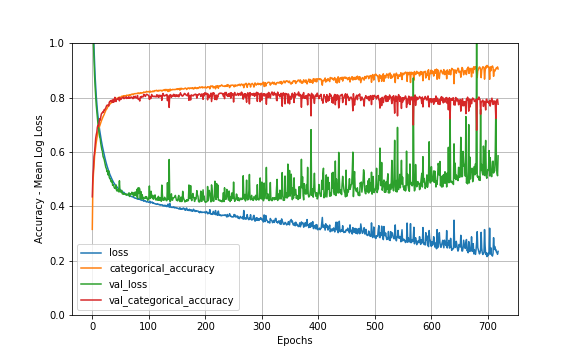 1.0
0.8
0.6
0.4
0.2
0.0
Accuracy - Mean Log Loss
loss
categorical_accuracy
val_loss
val_categorical_accuracy
0 100 200 300 400 500 600 700
Epochs